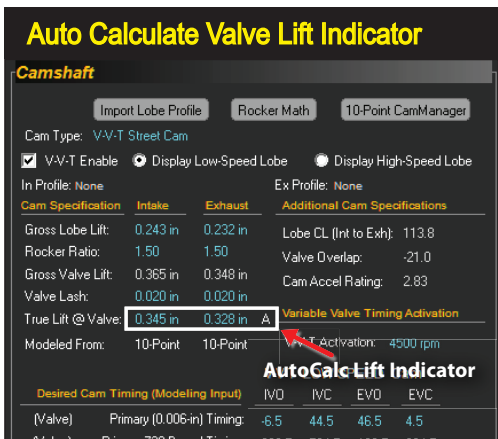 Auto Calculate Valve Lift Indicator
Camshaft
Import Lobe Profile Rocker Math 10-Point CamManager
Cam Type: V-V-T Street Cam
V-V-T Enable Display Low-Speed Lobe Display High-Speed Lobe
In Profile: None Ex Profile: None
Cam Specification Intake Exhaust Additional Cam Specifications
Gross Lobe Lift: 0.243 in 0.232 in Lobe CL (Int to Exh): 113.8
Rocker Ratio: 1.50 1.50 Valve Overlap: -21.0
Gross Valve Lift: 0.365 in 0.348 in Cam Accel Rating: 2.83
Valve Lash: 0.020 in 0.020 in
True Lift @ Valve: 0.345 in 0.328 in A Variable Valve Timing Activation
Modeled From: 10-Point 10-Point V-V-T Activation: 4500 rpm
AutoCalc Lift Indicator
Desired Cam Timing (Modeling Input) IVO IVC EVO EVC
(Valve) Primary (0.006-in) Timing: -6.5 44.5 46.5 4.5